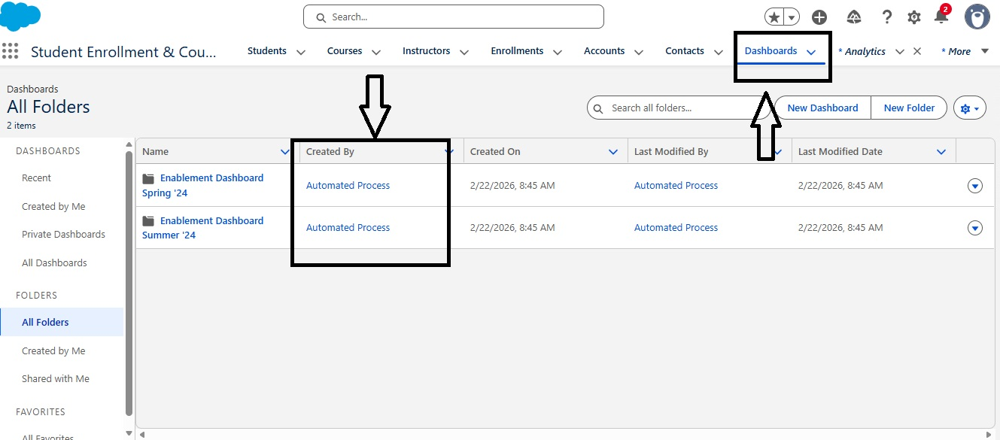 Search...
2
Student Enrollment & Cou...
Students
Courses
Instructors
Enrollments
Accounts
Contacts
Dashboards
* Analytics
* More
Dashboards
All Folders
2 items
Search all folders...
New Dashboard
New Folder
DASHBOARDS
Recent
Created by Me
Private Dashboards
All Dashboards
FOLDERS
All Folders
Created by Me
Shared with Me
FAVORITES
All Favorites
Name
Created By
Created On
Last Modified By
Last Modified Date
Enablement Dashboard
Spring '24
Automated Process
2/22/2026, 8:45 AM
Automated Process
2/22/2026, 8:45 AM
Enablement Dashboard
Summer '24
Automated Process
2/22/2026, 8:45 AM
Automated Process
2/22/2026, 8:45 AM